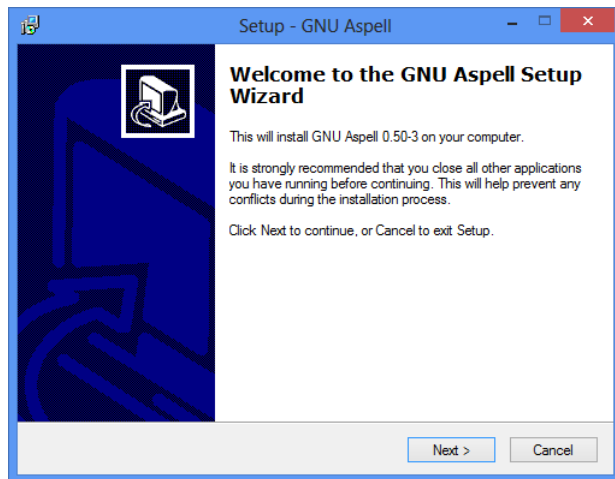 Setup - GNU Aspell
Welcome to the GNU Aspell Setup
Wizard
This will install GNU Aspell 0.50-3 on your computer.
It is strongly recommended that you close all other applications
you have running before continuing. This will help prevent any
conflicts during the installation process.
Click Next to continue, or Cancel to exit Setup.
Next >
Cancel